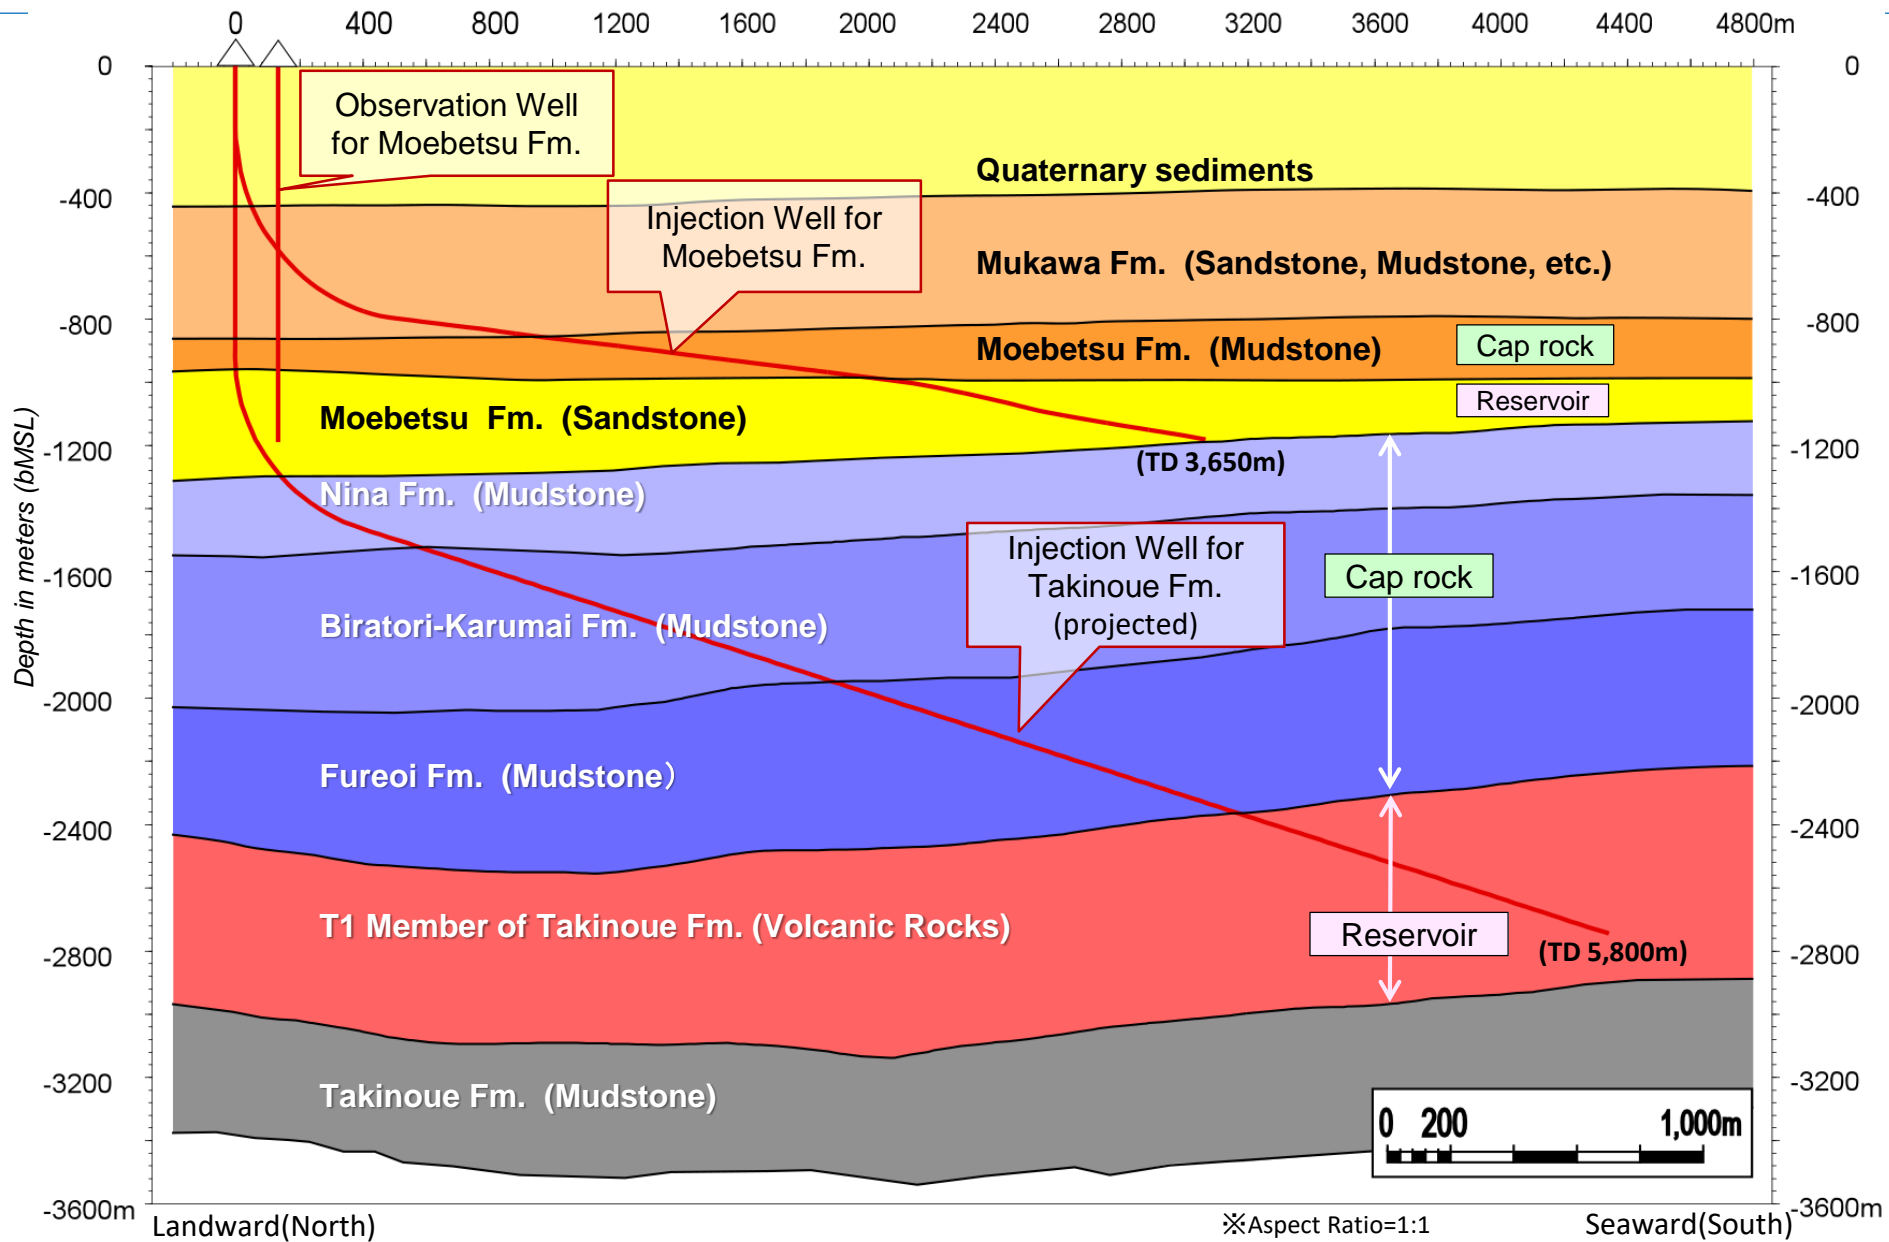 0 400 800 1200 1600 2000 2400 2800 3200 3600 4000 4400 4800m
0
-400
-800
-1200
-1600
-2000
-2400
-2800
-3200
-3600m
Depth in meters (bMSL)
0
-400
-800
-1200
-1600
-2000
-2400
-2800
-3200
-3600m
Observation Well
for Moebetsu Fm.
Quaternary sediments
Injection Well for
Moebetsu Fm.
Mukawa Fm. (Sandstone, Mudstone, etc.)
Moebetsu Fm. (Mudstone)
Cap rock
Reservoir
Moebetsu Fm. (Sandstone)
(TD 3,650m)
Nina Fm. (Mudstone)
Injection Well for
Takinoue Fm.
(projected)
Cap rock
Biratori-Karumai Fm. (Mudstone)
Fureoi Fm. (Mudstone）
T1 Member of Takinoue Fm. (Volcanic Rocks)
Reservoir
(TD 5,800m)
Takinoue Fm. (Mudstone)
0 200 1,000m
Landward(North)
※Aspect Ratio=1:1
Seaward(South)